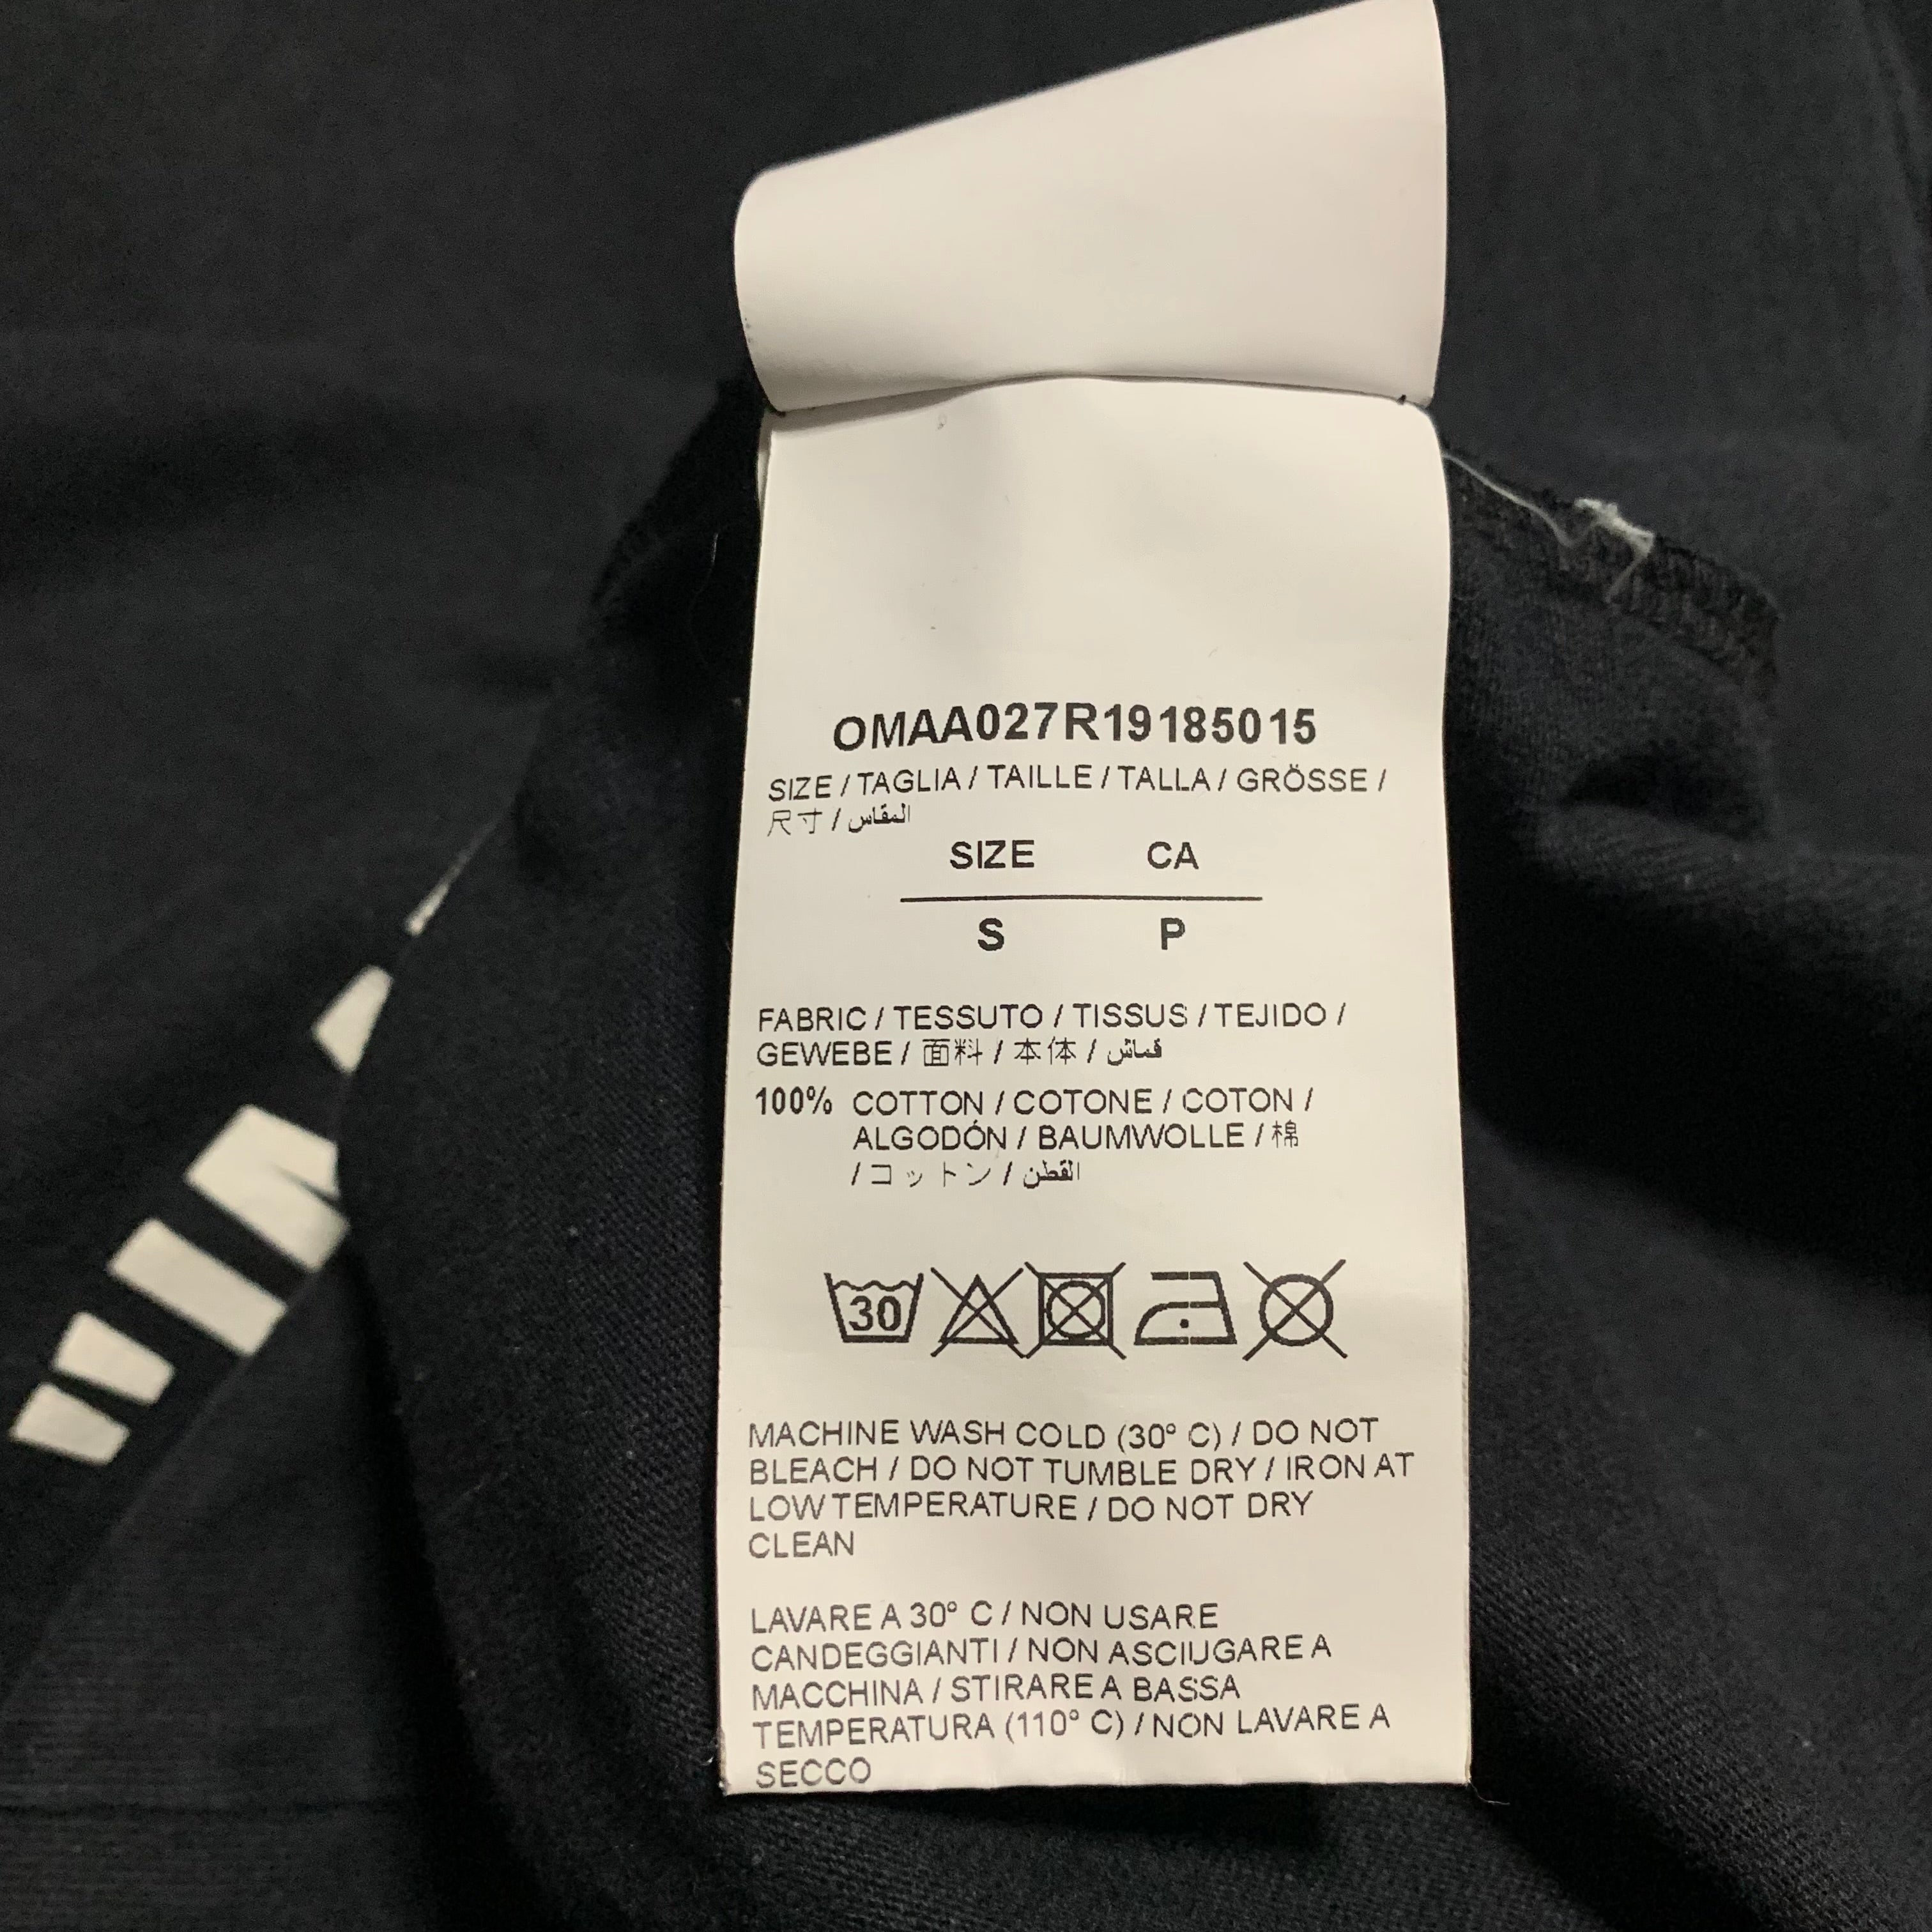 OMAA027R19185015
SIZE / TAGLIA / TAILLE / TALLA / GRÖSSE /
尺寸 / المقاس
SIZE CA
S P
FABRIC / TESSUTO / TISSUS / TEJIDO /
GEWEBE / 面料 / 本体 / قماش
100% COTTON / COTONE / COTON /
ALGODÓN / BAUMWOLLE / 棉
/ コットン / القطن
30
MACHINE WASH COLD (30° C) / DO NOT
BLEACH / DO NOT TUMBLE DRY / IRON AT
LOW TEMPERATURE / DO NOT DRY
CLEAN
LAVARE A 30° C / NON USARE
CANDEGGIANTI / NON ASCIUGARE A
MACCHINA / STIRARE A BASSA
TEMPERATURA (110° C) / NON LAVARE A
SECCO